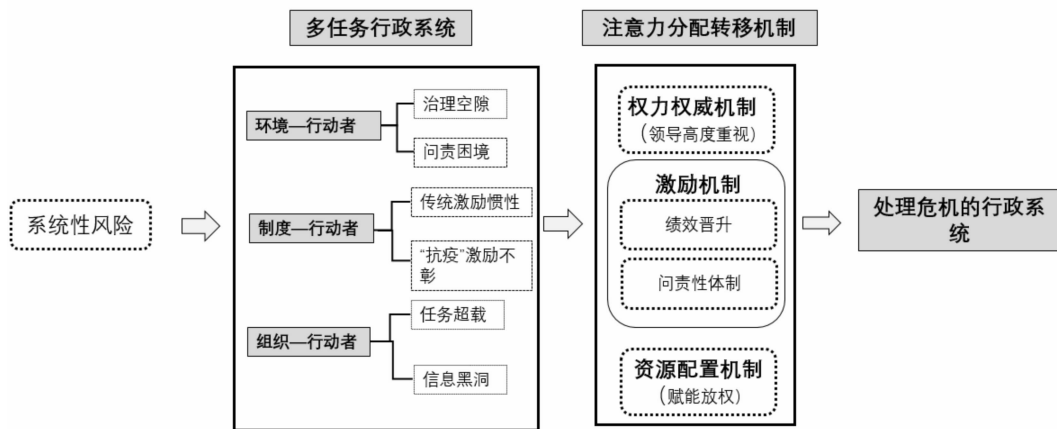 多任务行政系统
注意力分配转移机制
系统性风险
环境—行动者
治理空隙
问责困境
制度—行动者
传统激励惯性
“抗疫”激励不
彰
组织—行动者
任务超载
信息黑洞
权力权威机制
(领导高度重视)
激励机制
绩效晋升
问责性体制
资源配置机制
(赋能放权)
处理危机的行政系
统